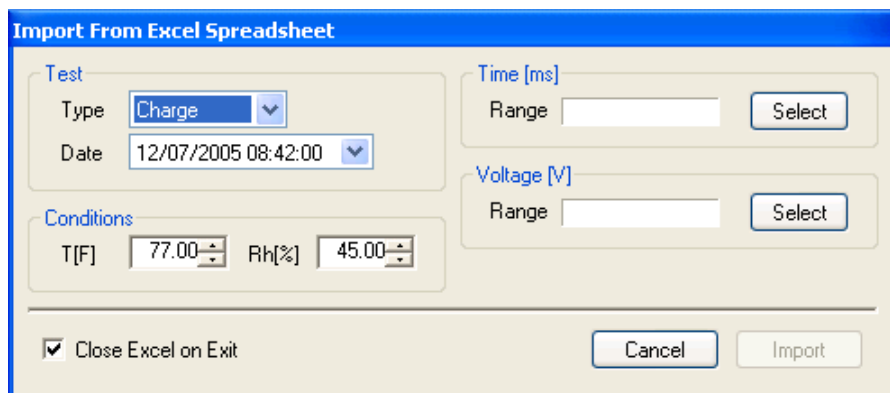 Import From Excel Spreadsheet
Test
Type Charge
Date 12/07/2005 08:42:00
Conditions
T[F] 77.00 Rh[%] 45.00
Time [ms]
Range Select
Voltage [V]
Range Select
Close Excel on Exit
Cancel Import